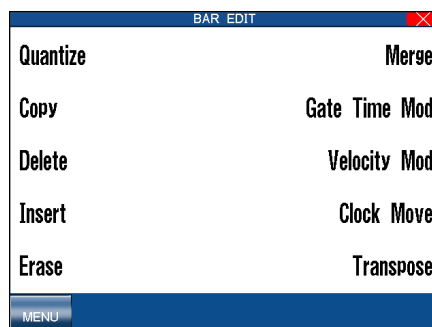 BAR EDIT
Quantize Merge
Copy Gate Time Mod
Delete Velocity Mod
Insert Clock Move
Erase Transpose
MENU